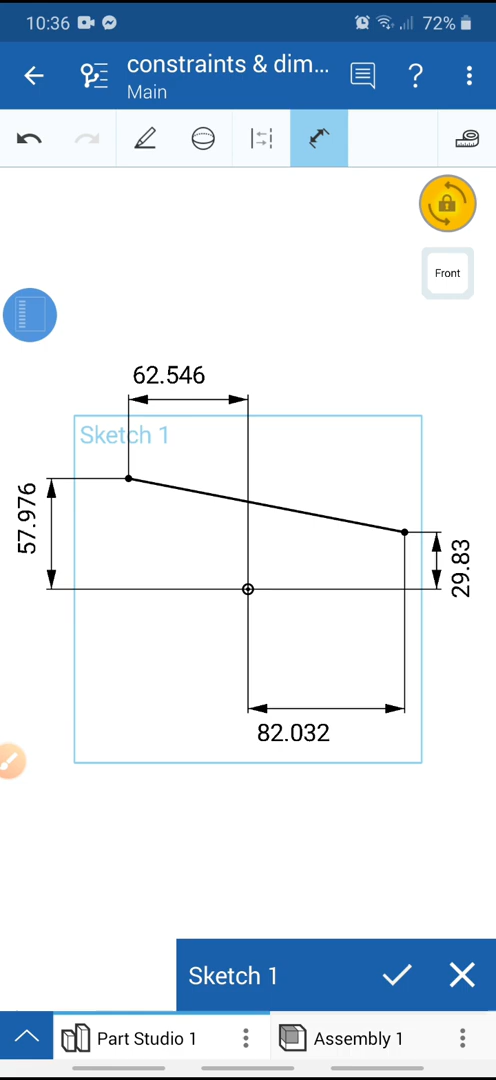 10:36
72%
constraints & dim...
Main
Front
62.546
Sketch 1
57.976
29.83
82.032
Sketch 1
Part Studio 1
Assembly 1